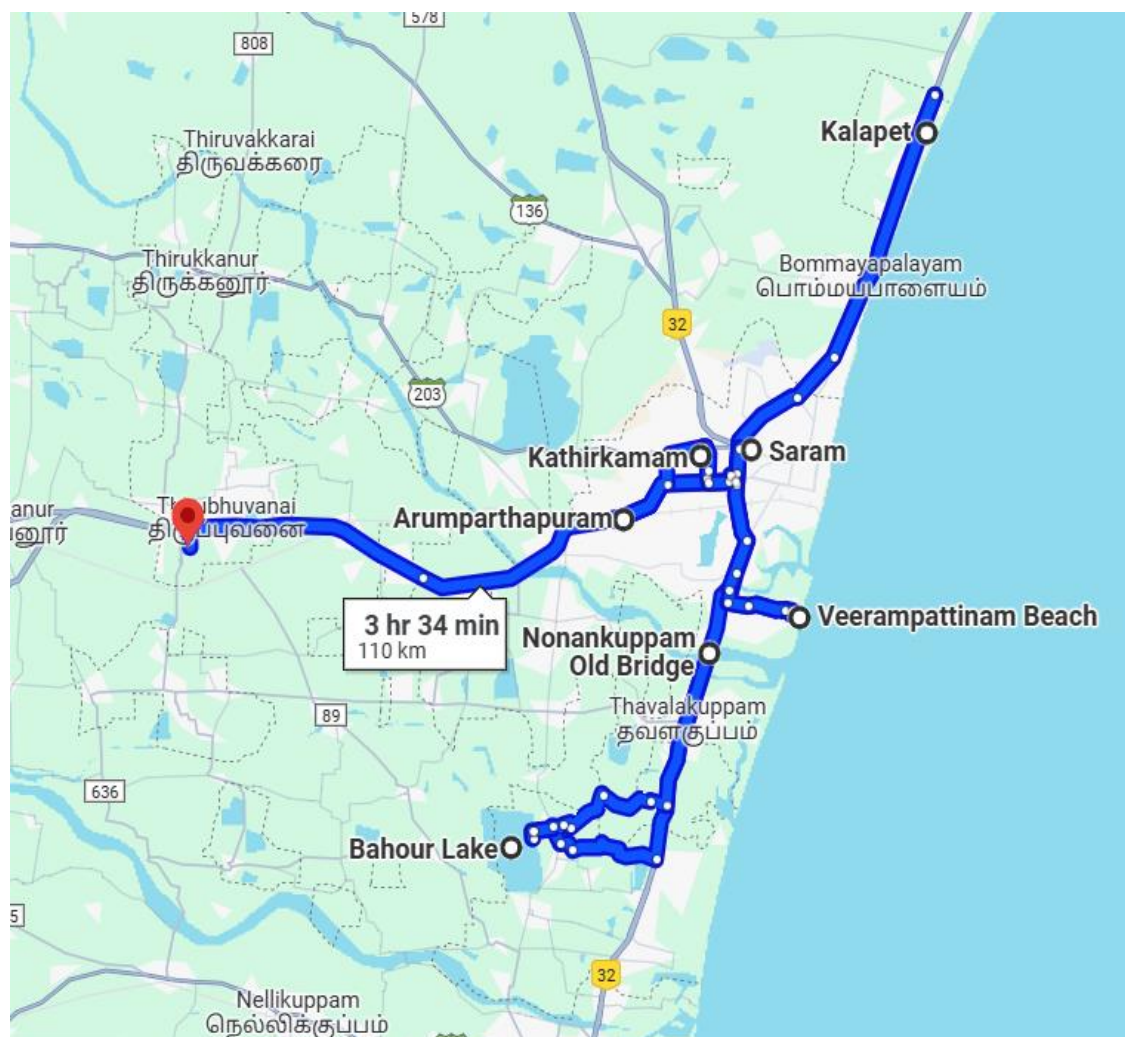 578
808
Kalapet
Thiruvakkarai
திருவக்கரை
136
Thirukkanur
திருக்கனூர்
Bommayapalayam
பொம்மயபாளையம்
32
203
Kathirkamam
Saram
anur
னூர்
Arumparthapuram
3 hr 34 min
110 km
Veerampattinam Beach
Nonankuppam
Old Bridge
Thavalakuppam
தவளகுப்பம்
89
636
Bahour Lake
5
32
Nellikuppam
நெல்லிக்குப்பம்